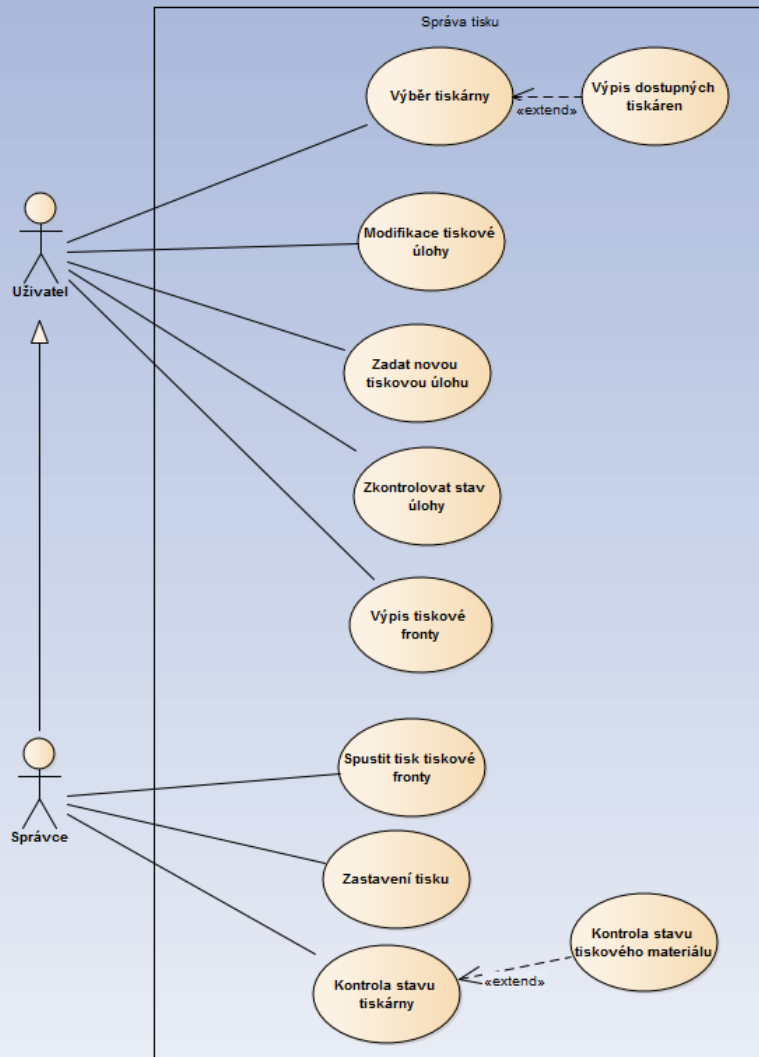 Správa tisku
Výběr tiskárny
«extend»
Výpis dostupných
tiskáren
Uživatel
Modifikace tiskové
úlohy
Zadat novou
tiskovou úlohu
Zkontrolovat stav
úlohy
Výpis tiskové
fronty
Správce
Spustit tisk tiskové
fronty
Zastavení tisku
Kontrola stavu
tiskárny
«extend»
Kontrola stavu
tiskového materiálu